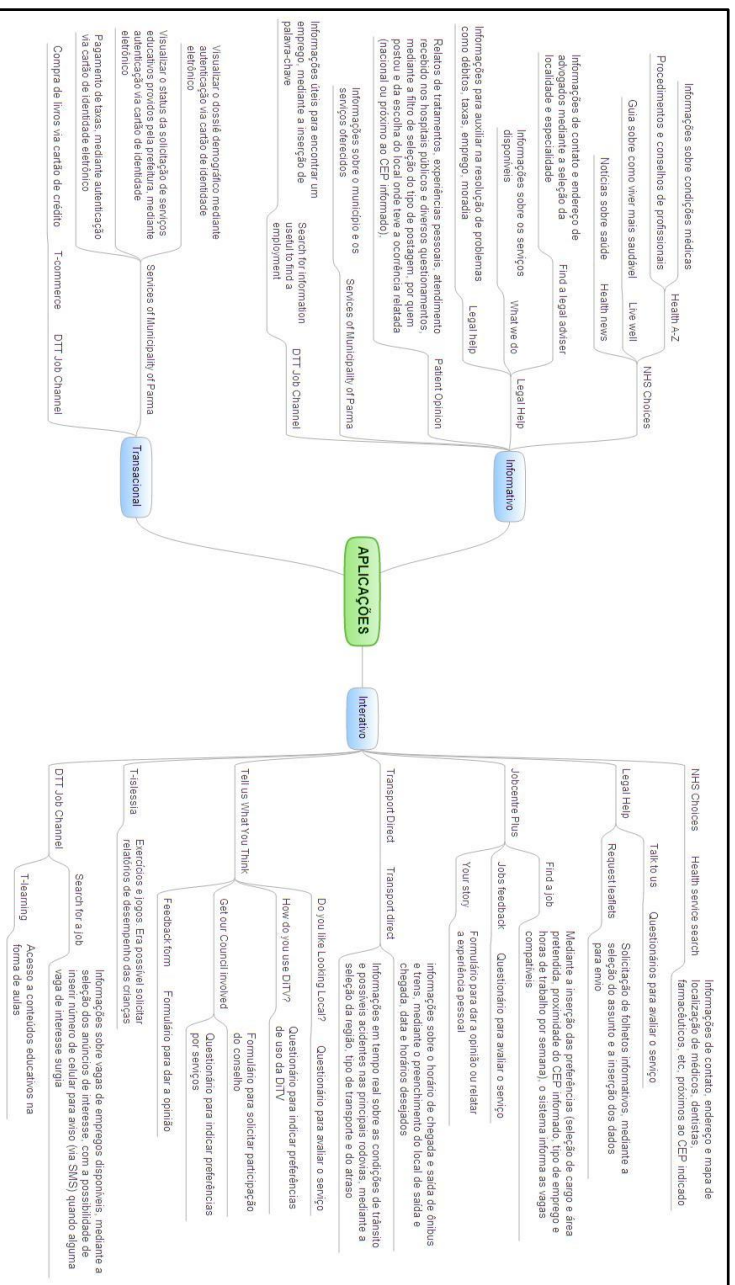 APLICAÇÕES
Informativo
NHS Choices
Health A-Z
Informações sobre condições médicas
Procedimentos e conselhos de profissionais
Live well
Guia sobre como viver mais saudável
Health news
Notícias sobre saúde
Legal Help
Find a legal adviser
Informações de contato e endereço de
advogados mediante a seleção da
localidade e especialidade
What we do
Informações sobre os serviços
disponíveis
Legal help
Informações para auxiliar na resolução de problemas
como débitos, taxas, emprego, moradia
Patient Opinion
Relatos de tratamentos, experiências pessoais, atendimento
recebido nos hospitais públicos e diversos questionamentos,
mediante a filtro de seleção do tipo de postagem, por quem
postou e da escolha do local onde teve a ocorrência relatada
(nacional ou próximo ao CEP informado).
Services of Municipality of Parma
Informações sobre o município e os
serviços oferecidos
DTT Job Channel
Search for information
useful to find a
employment
Informações úteis para encontrar um
emprego, mediante a inserção de
palavra-chave
Transacional
Services of Municipality of Parma
Visualizar o dossiê demográfico mediante
autenticação via cartão de identidade
eletrônico
Visualizar o status da solicitação de serviços
educativos providos pela prefeitura, mediante
autenticação via cartão de identidade
eletrônico
Pagamento de taxas, mediante autenticação
via cartão de identidade eletrônico
DTT Job Channel
T-commerce
Compra de livros via cartão de crédito
Interativo
NHS Choices
Health service search
Informações de contato, endereço e mapa de
localização de médicos, dentistas,
farmacêuticos, etc, próximos ao CEP indicado
Legal Help
Talk to us
Questionários para avaliar o serviço
Request leaflets
Solicitação de folhetos informativos, mediante a
seleção do assunto e a inserção dos dados
para envio
Jobcentre Plus
Find a job
Mediante a inserção das preferências (seleção de cargo e área
pretendida, proximidade do CEP informado, tipo de emprego e
horas de trabalho por semana), o sistema informa as vagas
compatíveis
Jobs feedback
Questionário para avaliar o serviço
Your story
Formulário para dar a opinião ou relatar
a experiência pessoal
Transport Direct
Transport direct
informações sobre o horário de chegada e saída de ônibus
e trens, mediante o preenchimento do local de saída e
chegada, data e horários desejados
Informações em tempo real sobre as condições de trânsito
e possíveis acidentes nas principais rodovias, mediante a
seleção da região, tipo de transporte e do atraso
Tell us What You Think
Do you like Looking Local?
Questionário para avaliar o serviço
How do you use DiTV?
Questionário para indicar preferências
de uso da DiTV
Get our Council involved
Formulário para solicitar participação
do conselho
Questionário para indicar preferências
por serviços
Feedback form
Formulário para dar a opinião
T-islessia
Exercícios e jogos. Era possível solicitar
relatórios de desempenho das crianças
DTT Job Channel
Search for a job
Informações sobre vagas de empregos disponíveis, mediante a
seleção dos anúncios de interesse, com a possibilidade de
inserir número de celular para aviso (via SMS) quando alguma
vaga de interesse surgia
T-learning
Acesso a conteúdos educativos na
forma de aulas